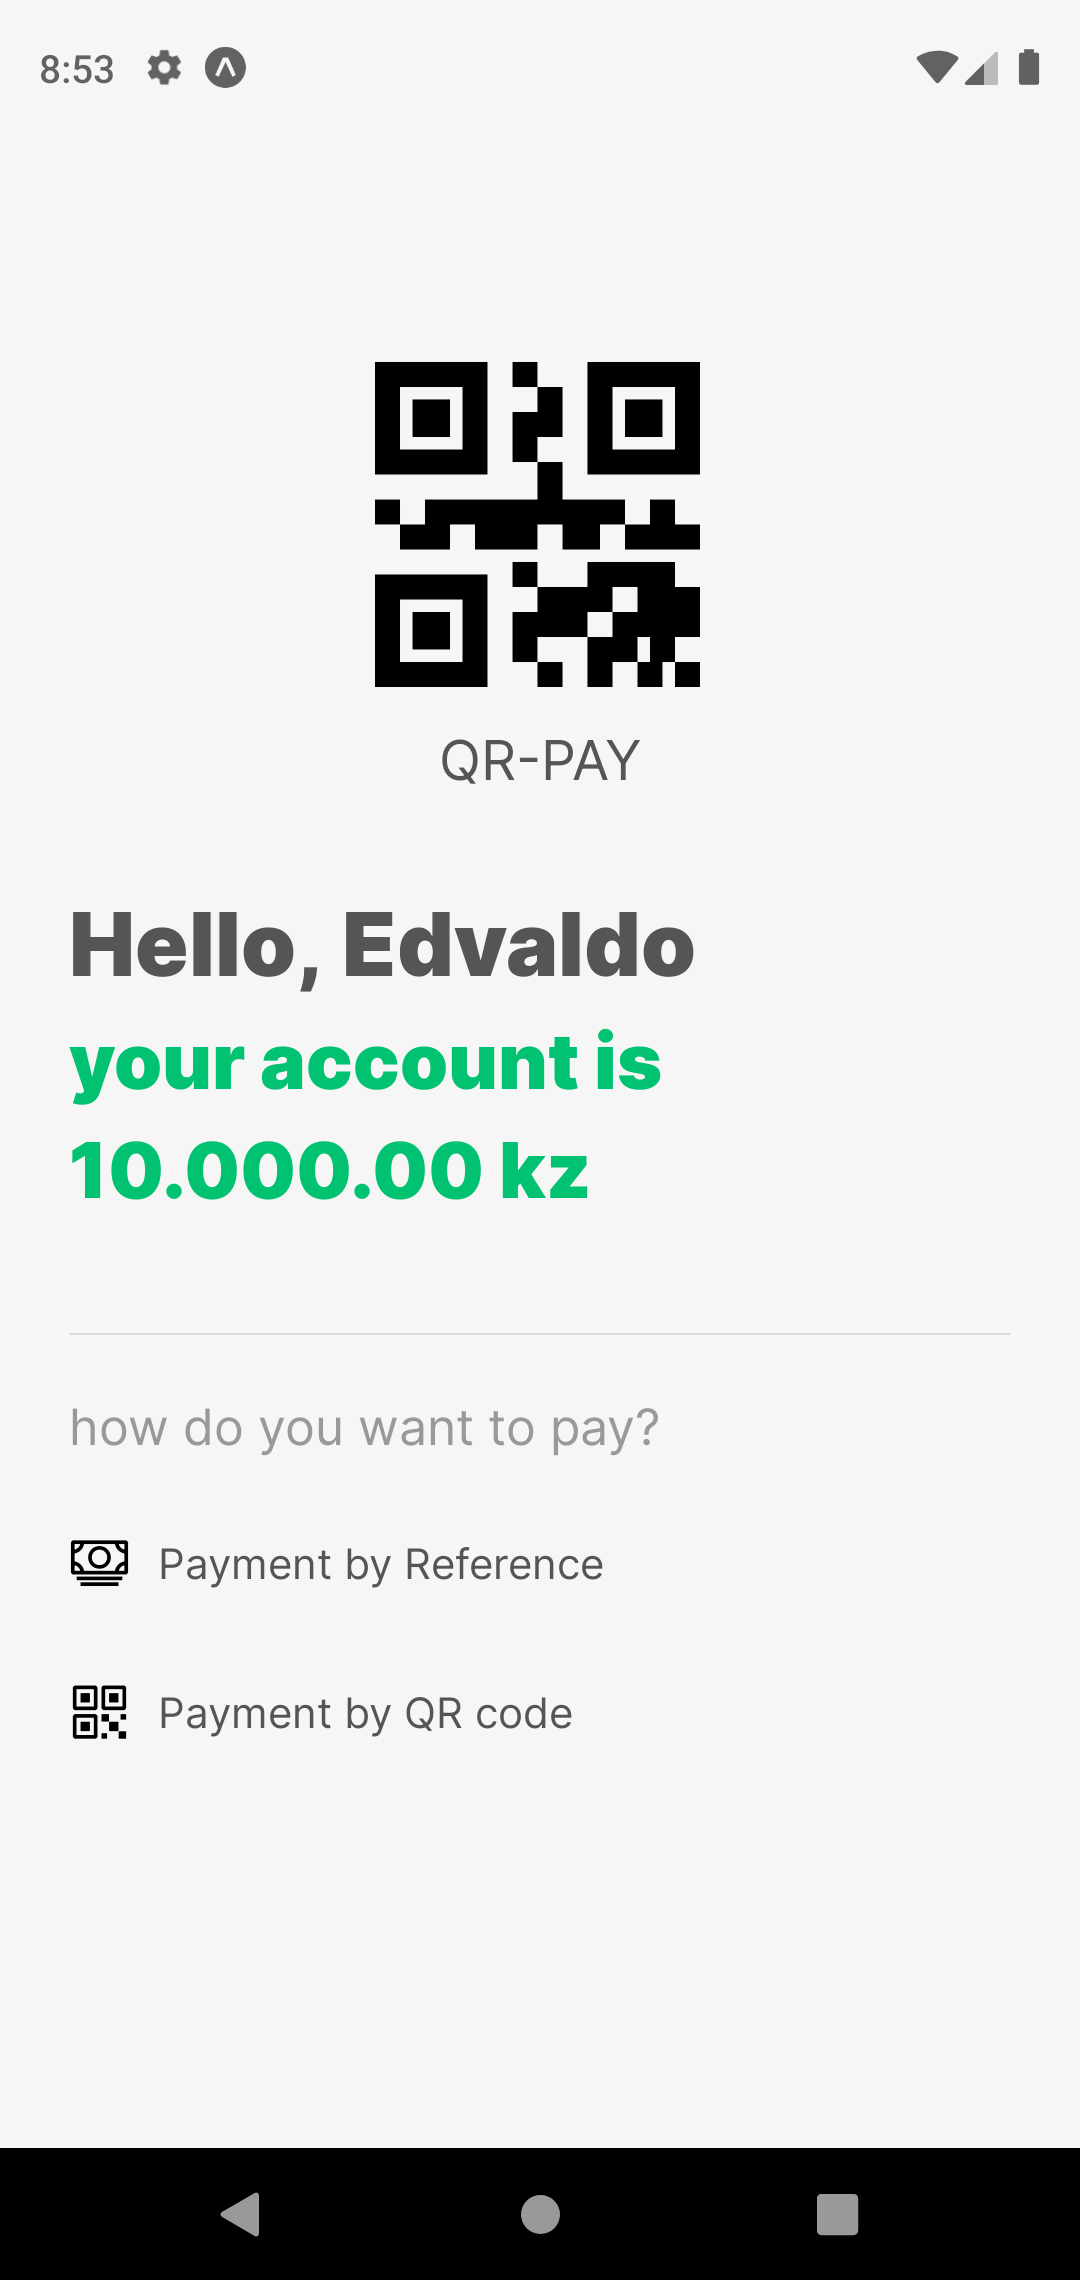 8:53
QR-PAY
Hello, Edvaldo
your account is
10.000.00 kz
how do you want to pay?
Payment by Reference
Payment by QR code